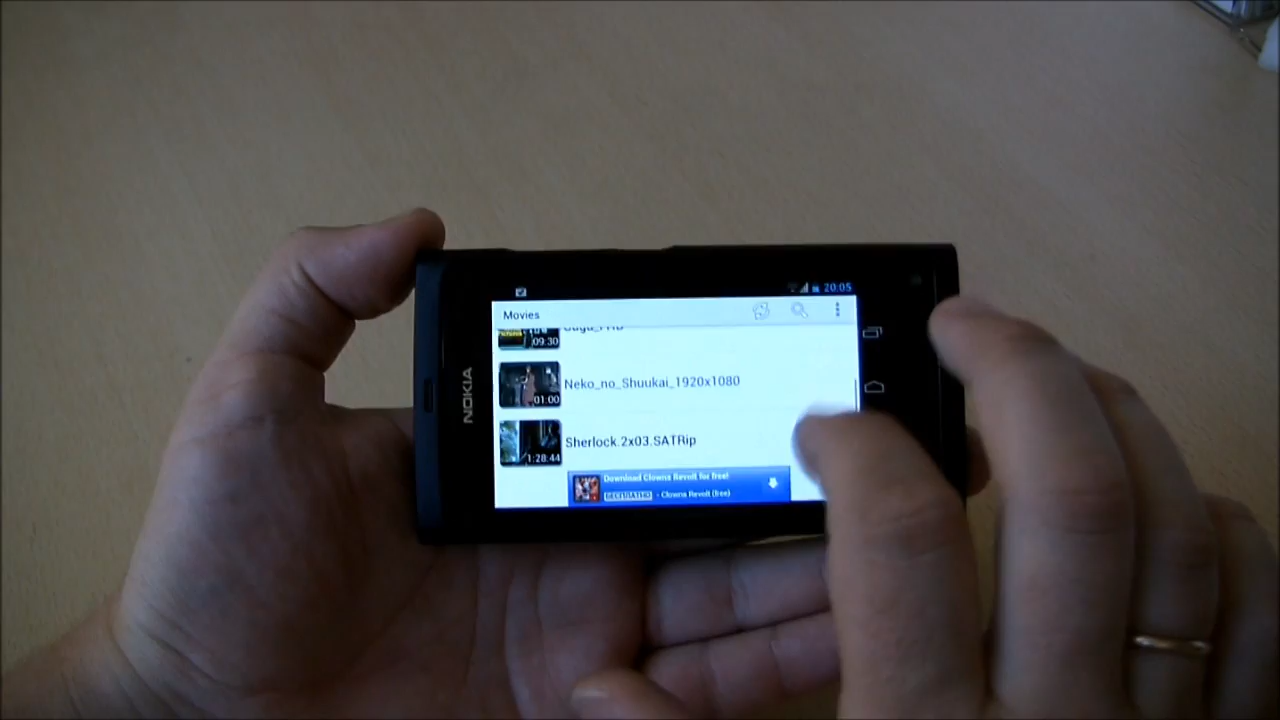 NOKIA
20:05
Movies
09:30
Neko_no_Shuukai_1920x1080
01:00
Sherlock.2x03.SATRip
1:28:44
Download Clowns Revolt for free!
- Clowns Revolt (free)